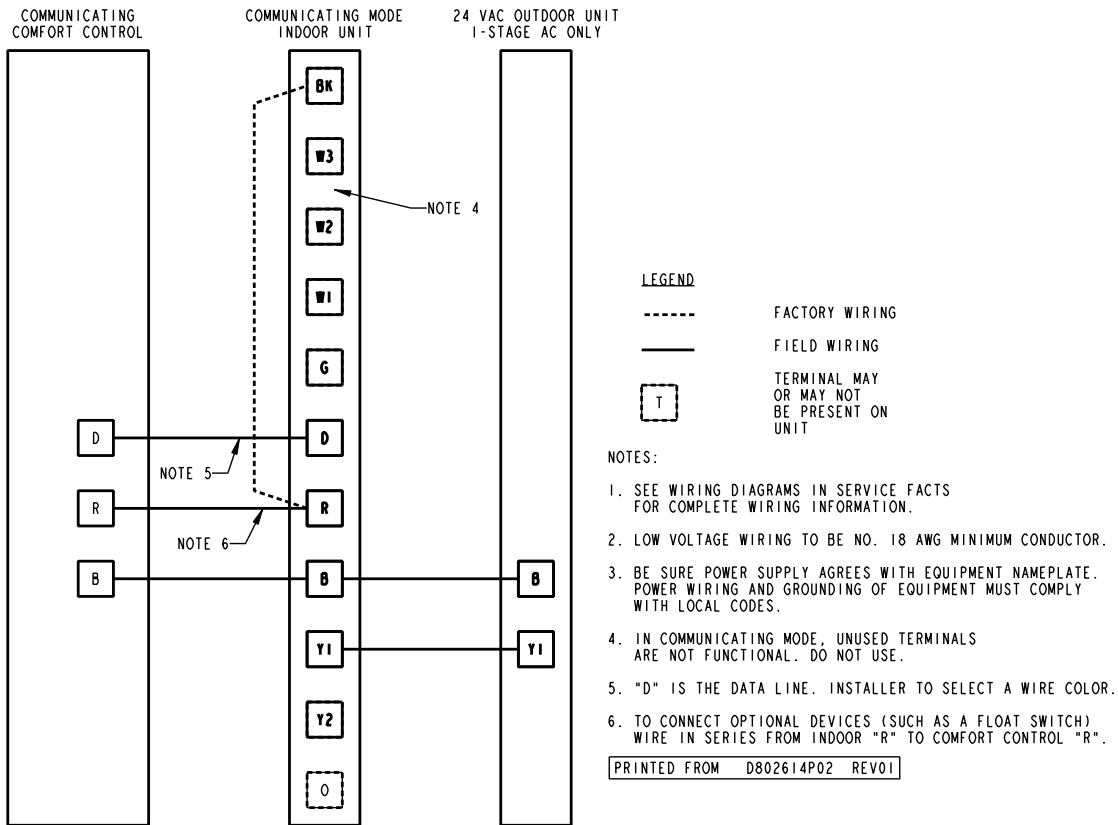 COMMUNICATING
COMFORT CONTROL
COMMUNICATING MODE
INDOOR UNIT
24 VAC OUTDOOR UNIT
1-STAGE AC ONLY
BK
W3
NOTE 4
W2
W1
G
D
D
NOTE 5
R
R
NOTE 6
B
B
B
Y1
Y1
Y2
O
LEGEND
FACTORY WIRING
FIELD WIRING
T
TERMINAL MAY
OR MAY NOT
BE PRESENT ON
UNIT
NOTES:
1. SEE WIRING DIAGRAMS IN SERVICE FACTS
FOR COMPLETE WIRING INFORMATION.
2. LOW VOLTAGE WIRING TO BE NO. 18 AWG MINIMUM CONDUCTOR.
3. BE SURE POWER SUPPLY AGREES WITH EQUIPMENT NAMEPLATE.
POWER WIRING AND GROUNDING OF EQUIPMENT MUST COMPLY
WITH LOCAL CODES.
4. IN COMMUNICATING MODE, UNUSED TERMINALS
ARE NOT FUNCTIONAL. DO NOT USE.
5. "D" IS THE DATA LINE. INSTALLER TO SELECT A WIRE COLOR.
6. TO CONNECT OPTIONAL DEVICES (SUCH AS A FLOAT SWITCH)
WIRE IN SERIES FROM INDOOR "R" TO COMFORT CONTROL "R".
PRINTED FROM D802614P02 REV01